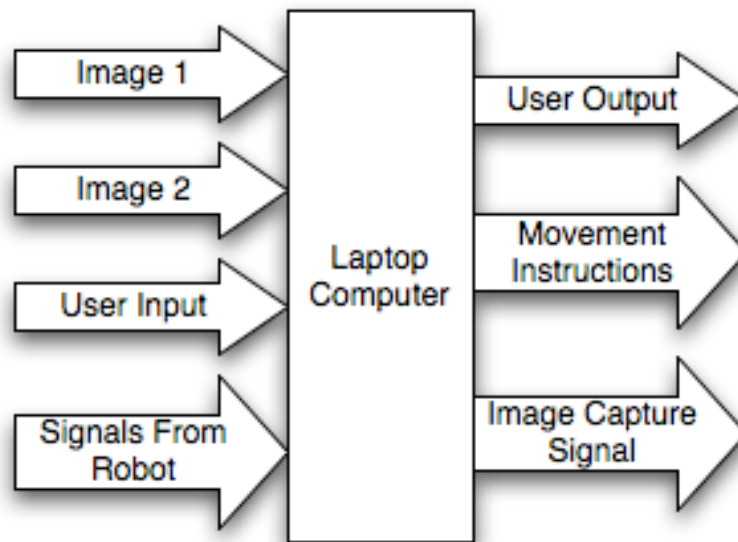 Image 1
Image 2
User Input
Signals From
Robot
Laptop
Computer
User Output
Movement
Instructions
Image Capture
Signal